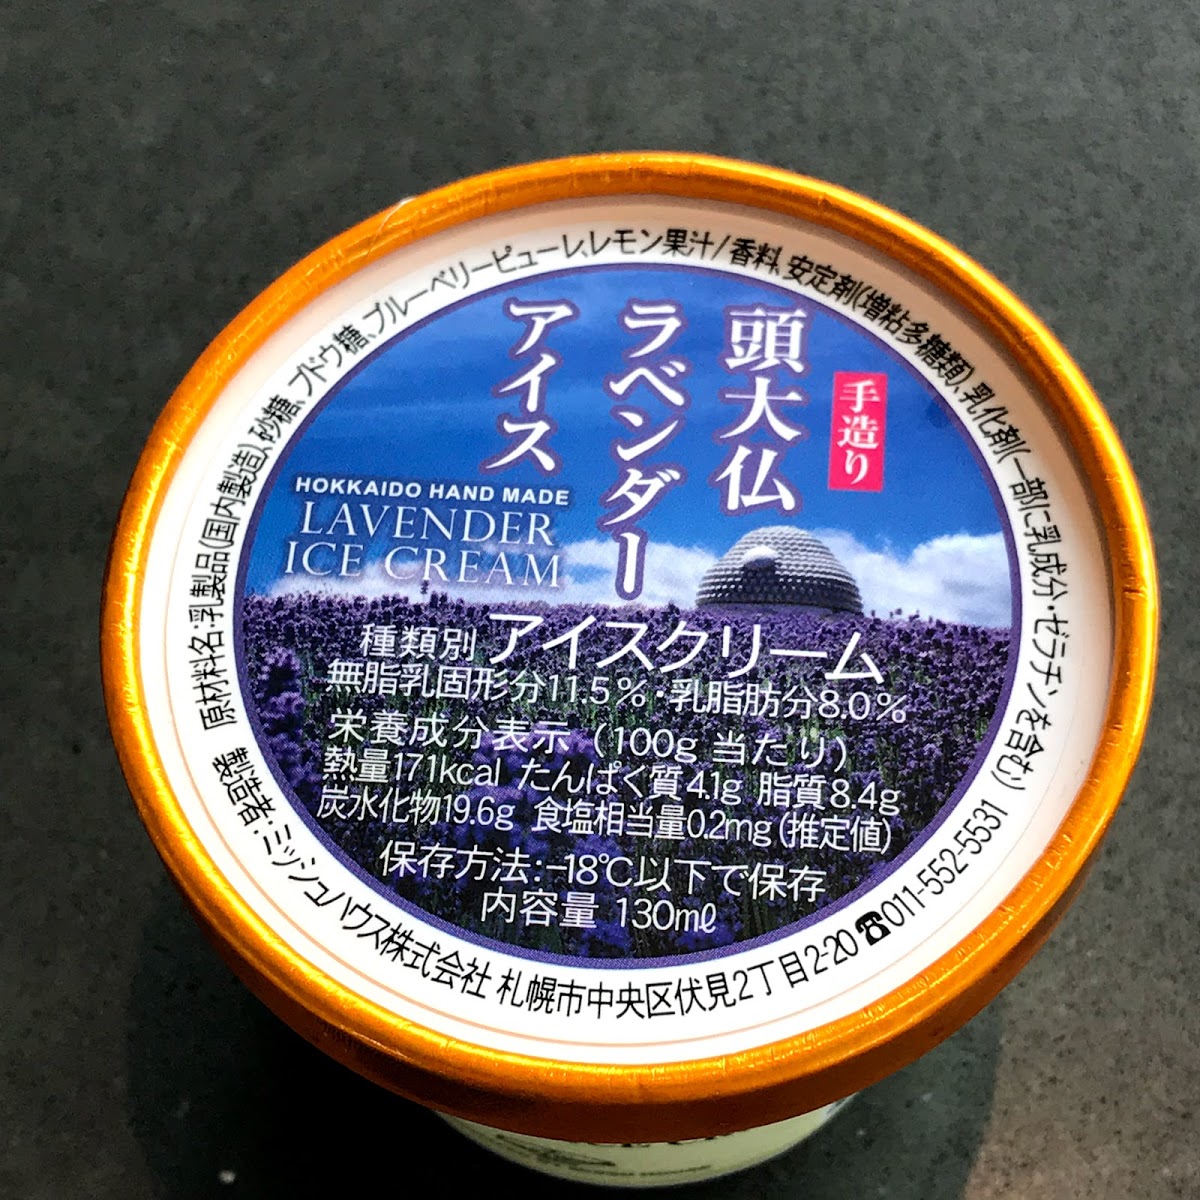 手造り
頭大仏
ラベンダー
アイス
HOKKAIDO HAND MADE
LAVENDER
ICE CREAM
種類別 アイスクリーム
無脂乳固形分11.5%・乳脂肪分8.0%
栄養成分表示 (100g 当たり)
熱量171kcal たんぱく質4.1g 脂質8.4g
炭水化物19.6g 食塩相当量0.2mg (推定値)
保存方法:-18℃以下で保存
内容量 130mℓ
原材料名:乳製品(国内製造)、砂糖、ブドウ糖、ブルーベリーピューレ、レモン果汁/香料、安定剤(増粘多糖類)、乳化剤(一部に乳成分・ゼラチンを含む)
製造者:ミッシュハウス株式会社 札幌市中央区伏見2丁目2-20 ☎011-552-5531